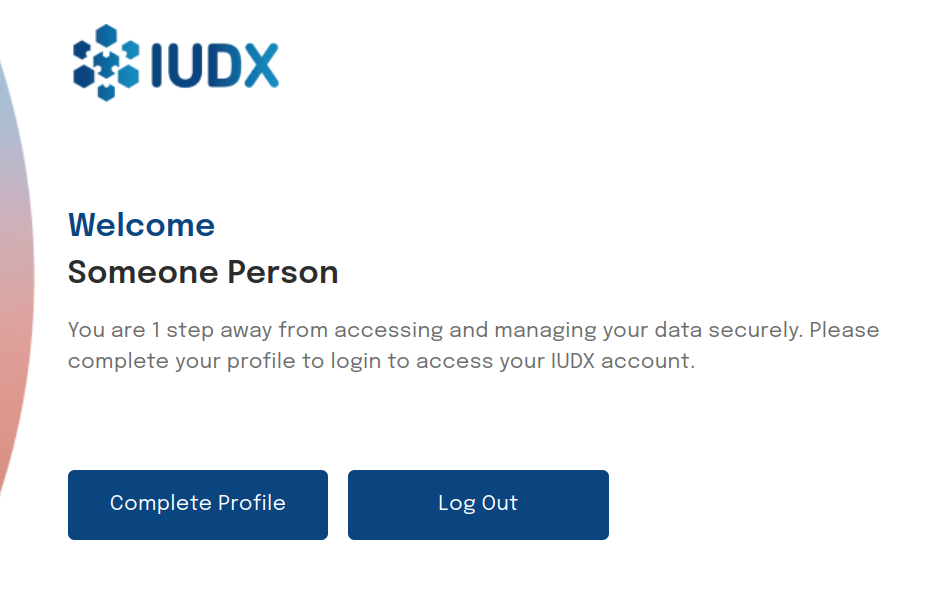 IUDX
Welcome
Someone Person
You are 1 step away from accessing and managing your data securely. Please
complete your profile to login to access your IUDX account.
Complete Profile
Log Out